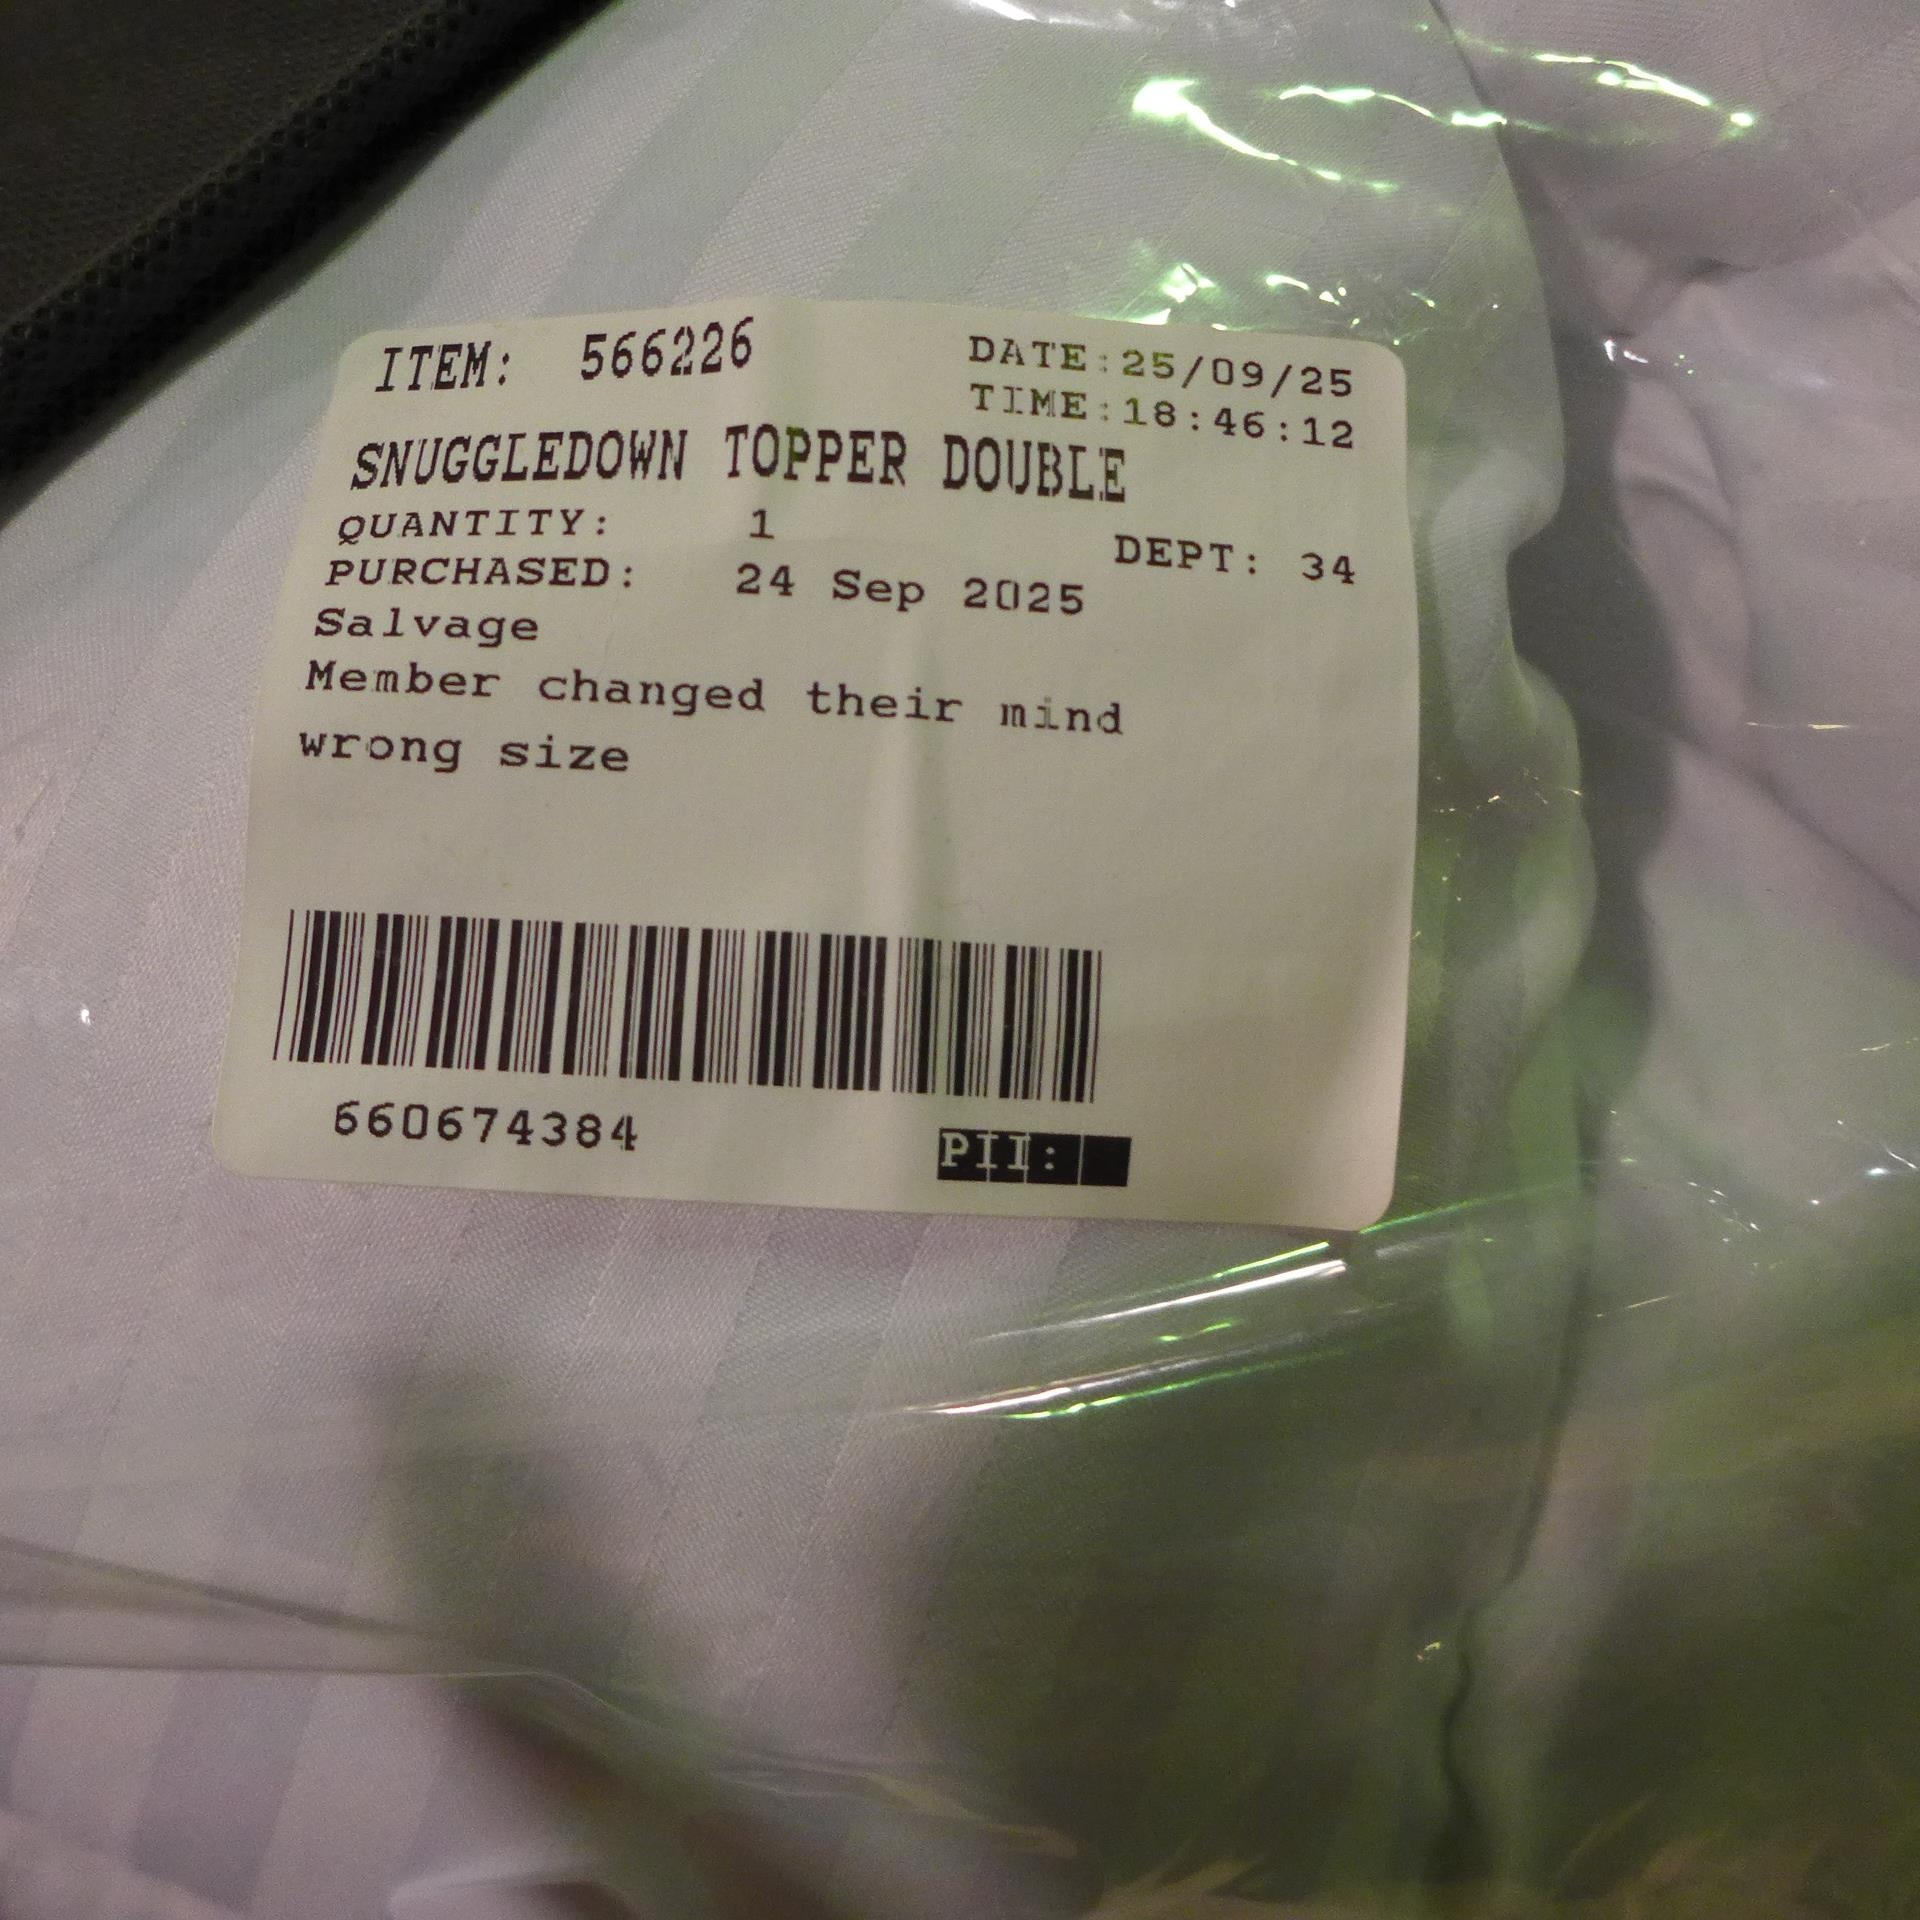 ITEM: 566226
DATE:25/09/25
TIME:18:46:12
SNUGGLEDOWN TOPPER DOUBLE
QUANTITY: 1
DEPT: 34
PURCHASED: 24 Sep 2025
Salvage
Member changed their mind
wrong size
660674384
PII: